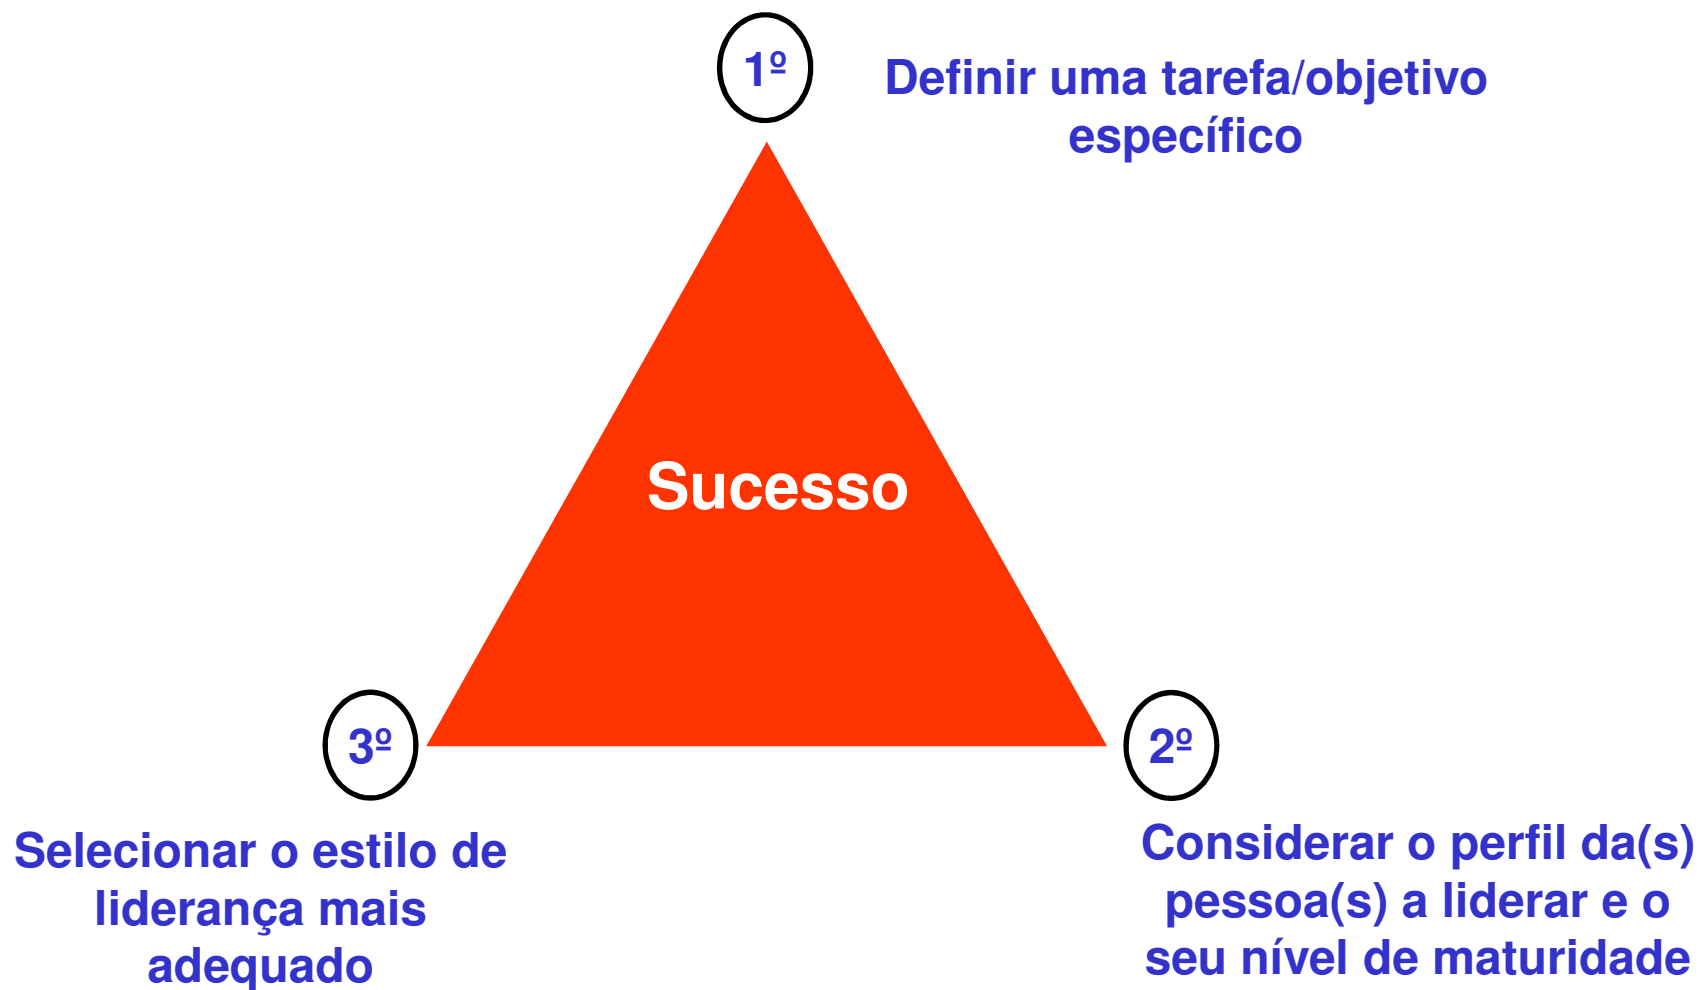 1º
Definir uma tarefa/objetivo
específico
Sucesso
3º
2º
Selecionar o estilo de
liderança mais
adequado
Considerar o perfil da(s)
pessoa(s) a liderar e o
seu nível de maturidade